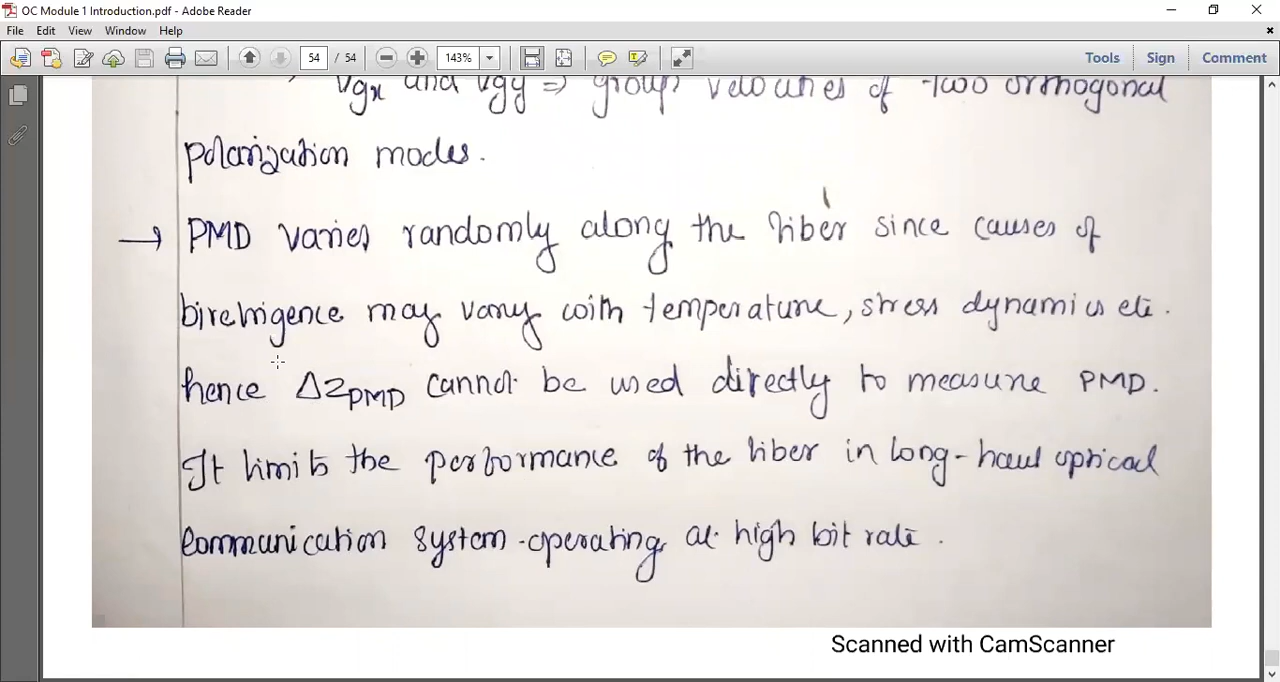 OC Module 1 Introduction.pdf - Adobe Reader
File Edit View Window Help
54 / 54 143% Tools Sign Comment
Vgx and Vgy => group velocities of two orthogonal
polarization modes.
→ PMD varies randomly along the fiber since causes of
birefrigence may vary with temperature, stress dynamics etc.
hence ΔZPMD cannot be used directly to measure PMD.
It limits the performance of the fiber in long-haul optical
communication system operating at high bit rate.
Scanned with CamScanner